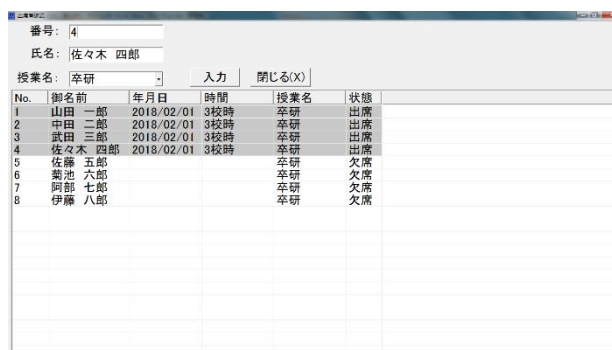 番号: 4
氏名: 佐々木 四郎
授業名: 卒研 入力 閉じる(X)
No. 御名前 年月日 時間 授業名 状態
1 山田 一郎 2018/02/01 3校時 卒研 出席
2 中田 二郎 2018/02/01 3校時 卒研 出席
3 武田 三郎 2018/02/01 3校時 卒研 出席
4 佐々木 四郎 2018/02/01 3校時 卒研 出席
5 佐藤 五郎 卒研 欠席
6 菊池 六郎 卒研 欠席
7 阿部 七郎 卒研 欠席
8 伊藤 八郎 卒研 欠席